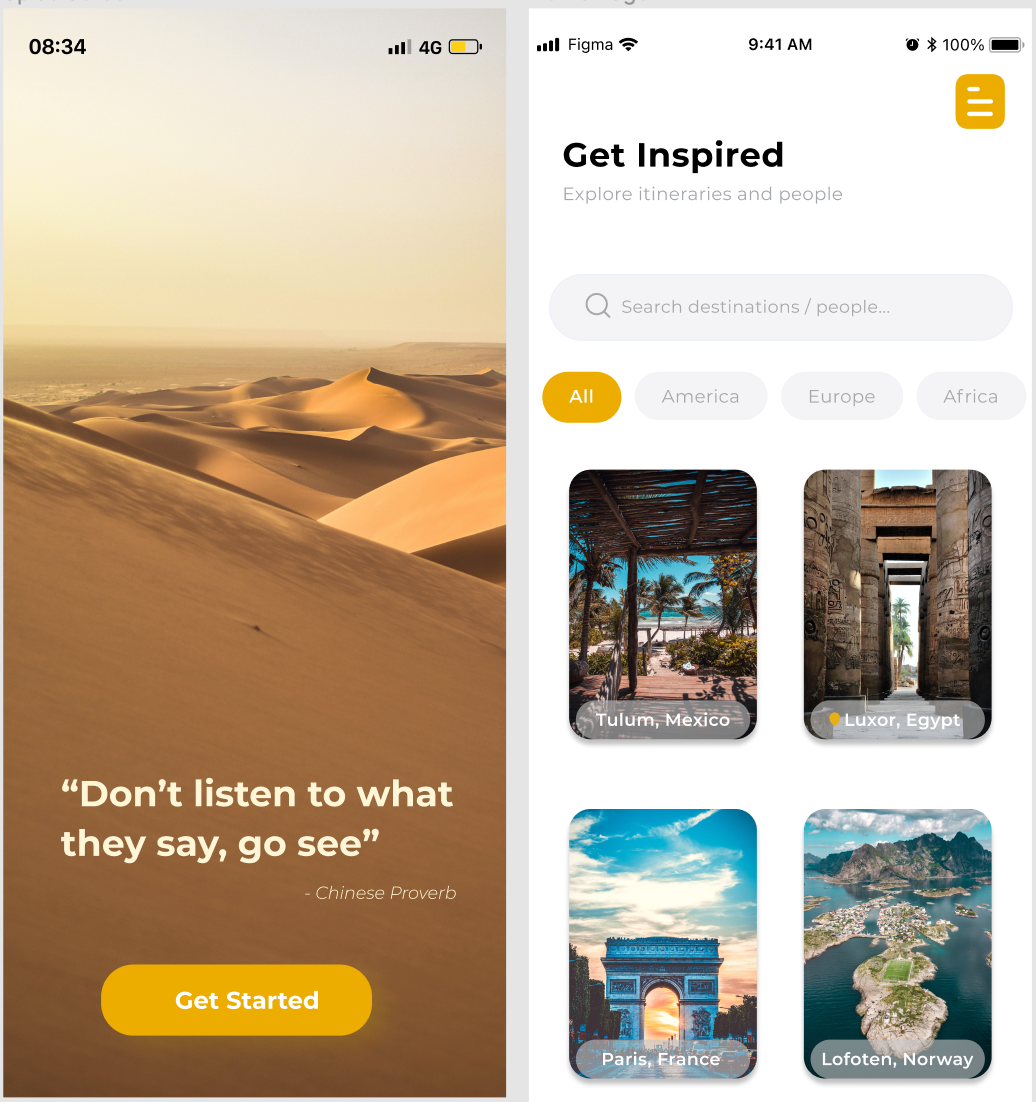 08:34
4G
“Don’t listen to what
they say, go see”
- Chinese Proverb
Get Started
Figma
9:41 AM
100%
Get Inspired
Explore itineraries and people
Search destinations / people...
All
America
Europe
Africa
Tulum, Mexico
Luxor, Egypt
Paris, France
Lofoten, Norway